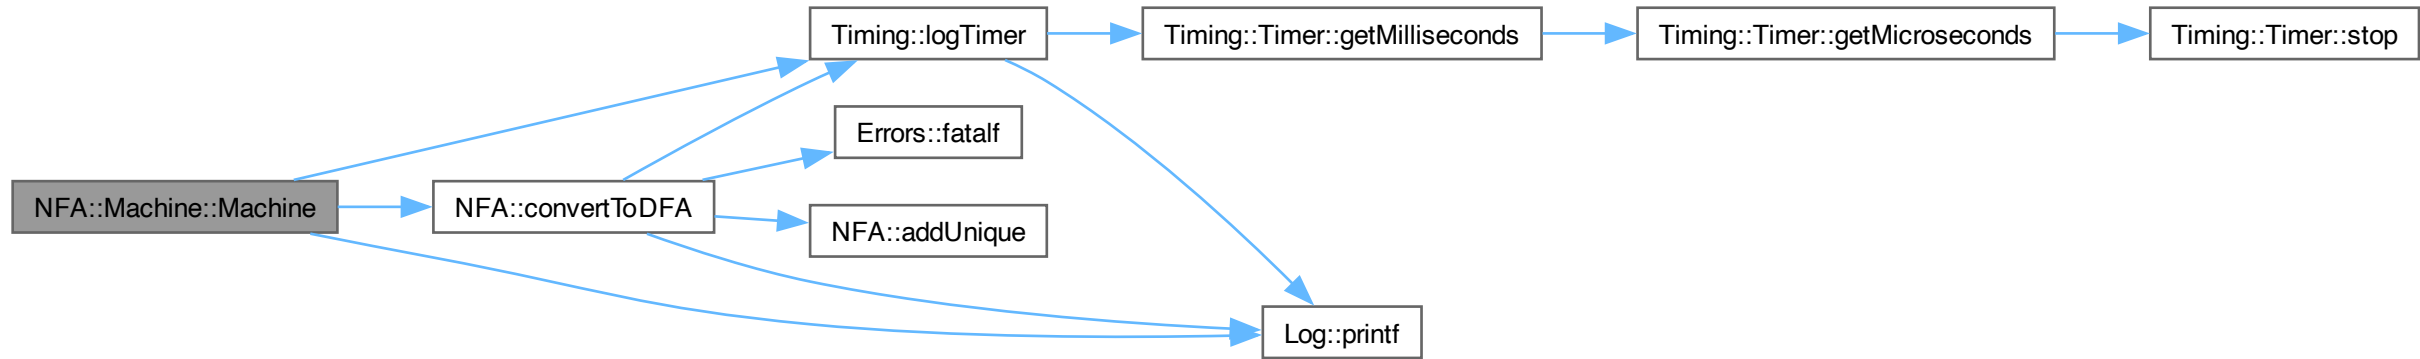 Timing::logTimer
Timing::Timer::getMilliseconds
Timing::Timer::getMicroseconds
Timing::Timer::stop
Errors::fatalf
NFA::Machine::Machine
NFA::convertToDFA
NFA::addUnique
Log::printf